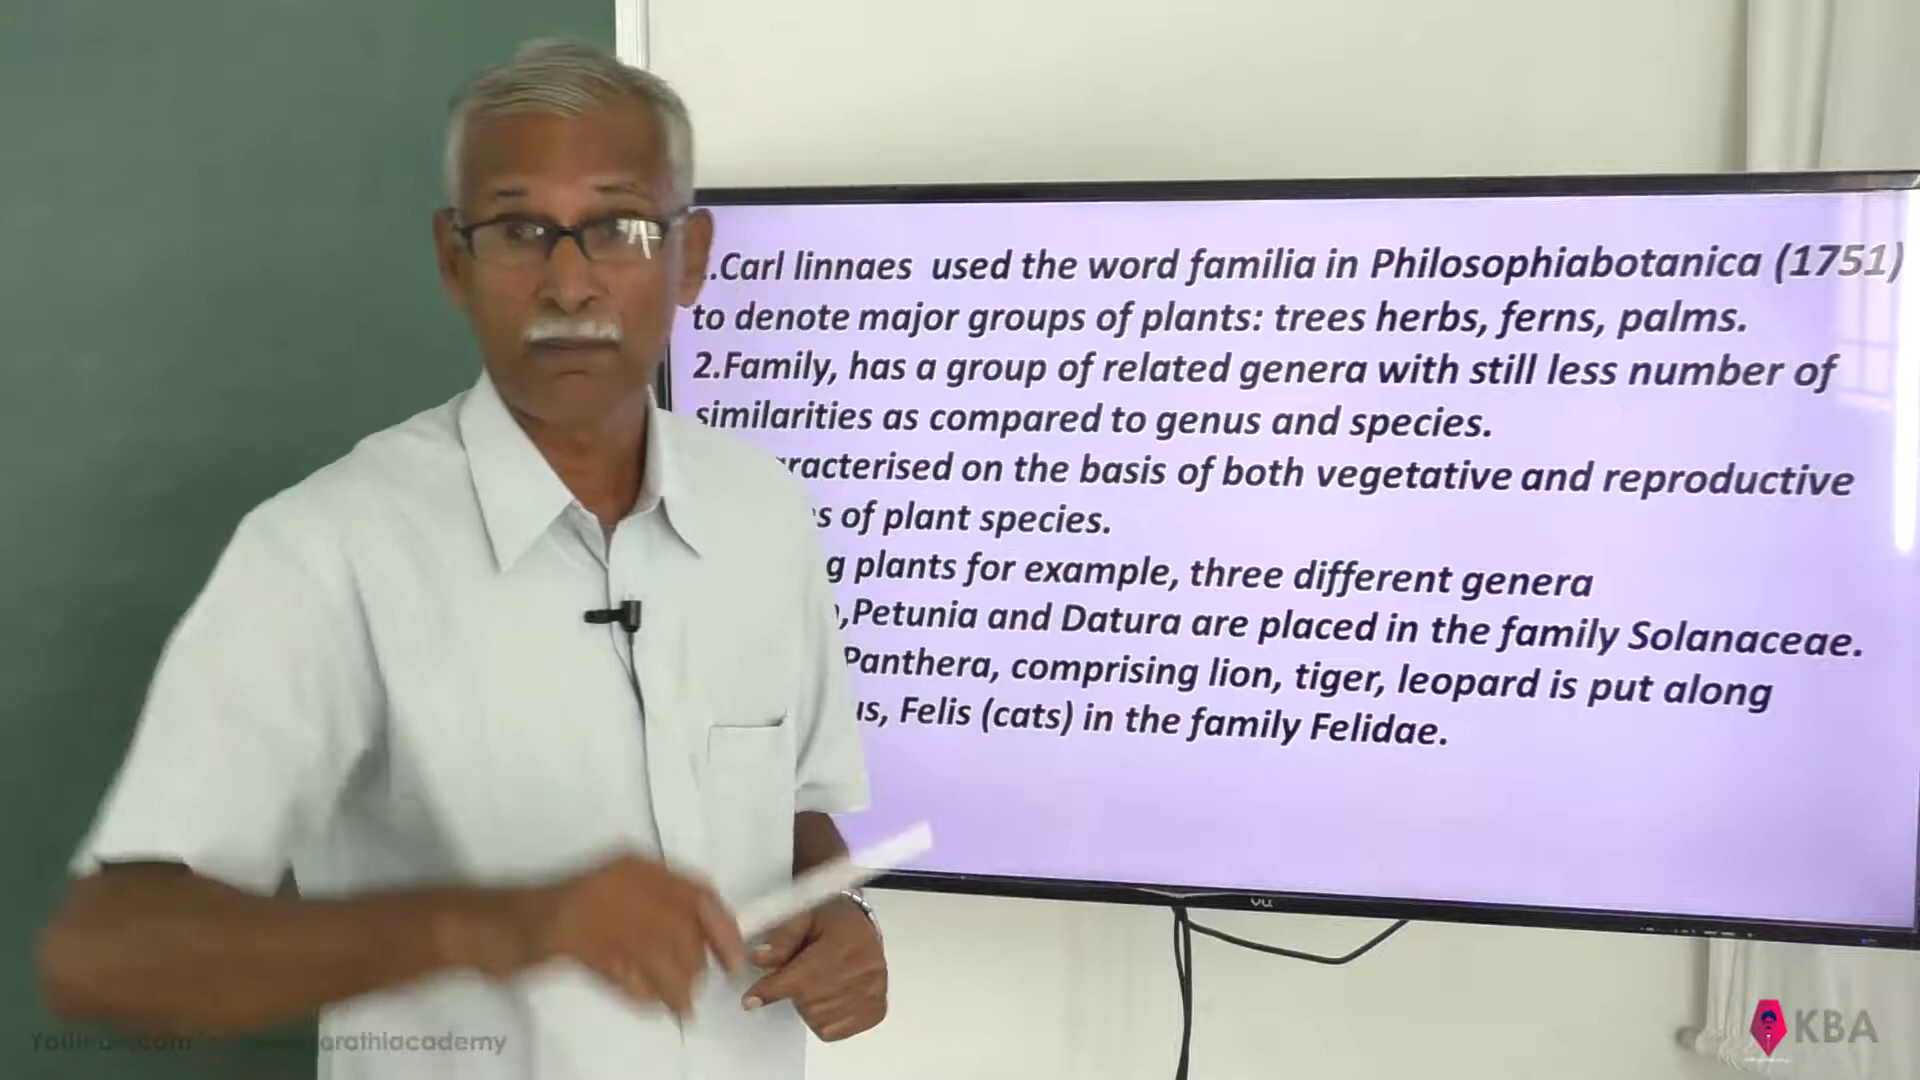 .Carl linnaes used the word familia in Philosophiabotanica (1751)
to denote major groups of plants: trees herbs, ferns, palms.
2.Family, has a group of related genera with still less number of
similarities as compared to genus and species.
racterised on the basis of both vegetative and reproductive
s of plant species.
g plants for example, three different genera
,Petunia and Datura are placed in the family Solanaceae.
Panthera, comprising lion, tiger, leopard is put along
us, Felis (cats) in the family Felidae.
VU
arathiacademy
KBA